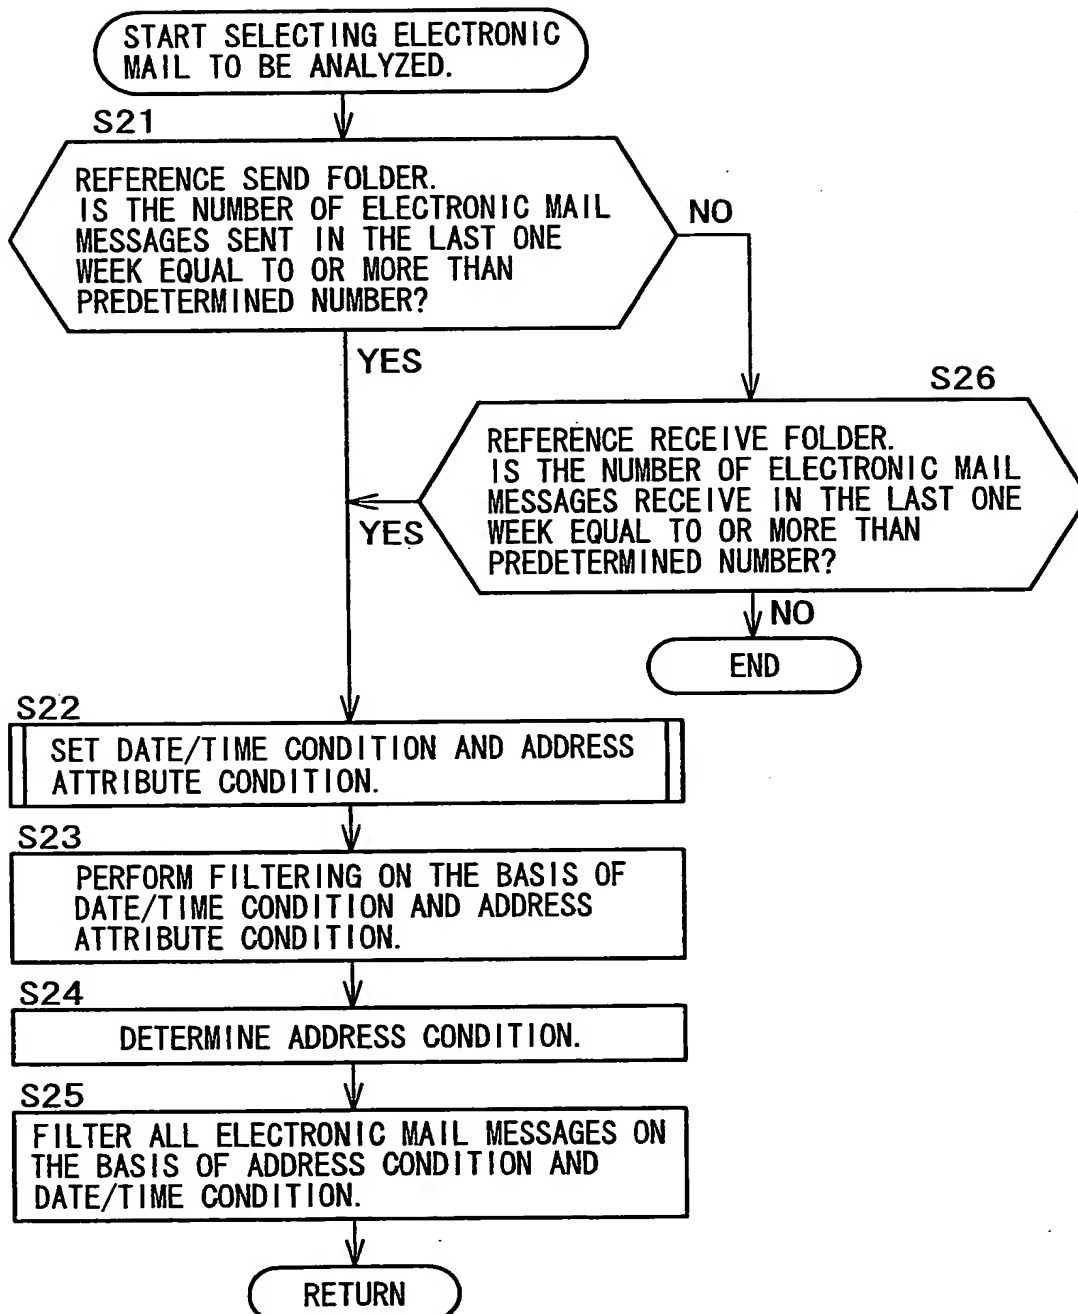 START SELECTING ELECTRONIC
MAIL TO BE ANALYZED.
S21
REFERENCE SEND FOLDER.
IS THE NUMBER OF ELECTRONIC MAIL
MESSAGES SENT IN THE LAST ONE
WEEK EQUAL TO OR MORE THAN
PREDETERMINED NUMBER?
NO
YES
S26
REFERENCE RECEIVE FOLDER.
IS THE NUMBER OF ELECTRONIC MAIL
MESSAGES RECEIVE IN THE LAST ONE
WEEK EQUAL TO OR MORE THAN
PREDETERMINED NUMBER?
YES
NO
END
S22
SET DATE/TIME CONDITION AND ADDRESS
ATTRIBUTE CONDITION.
S23
PERFORM FILTERING ON THE BASIS OF
DATE/TIME CONDITION AND ADDRESS
ATTRIBUTE CONDITION.
S24
DETERMINE ADDRESS CONDITION.
S25
FILTER ALL ELECTRONIC MAIL MESSAGES ON
THE BASIS OF ADDRESS CONDITION AND
DATE/TIME CONDITION.
RETURN